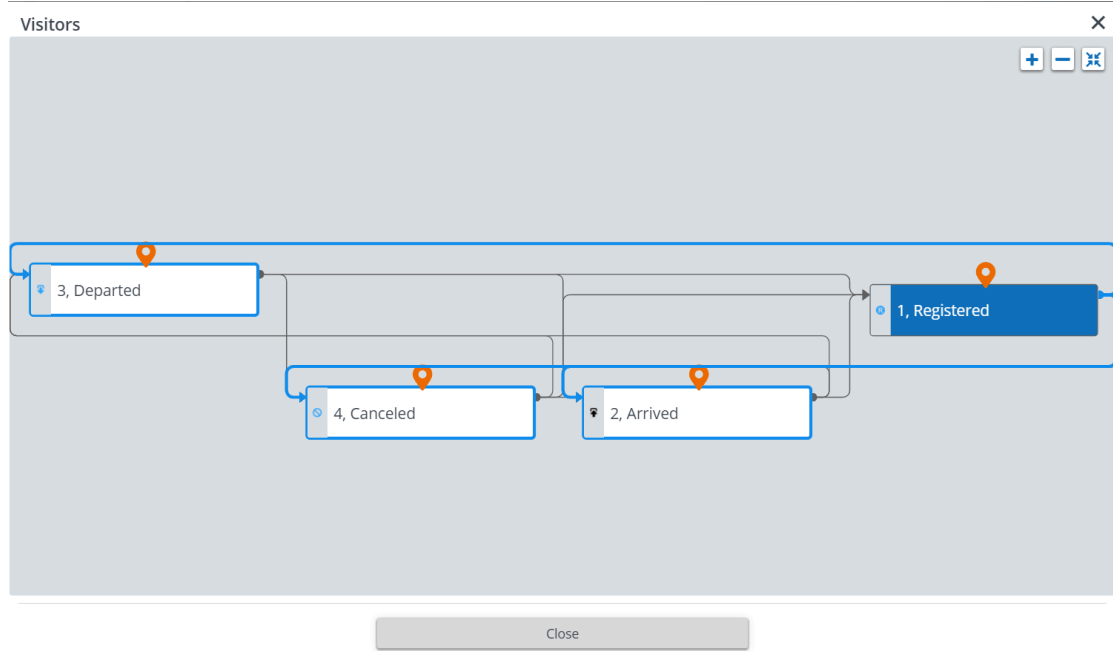 Visitors
3, Departed
1, Registered
4, Canceled
2, Arrived
Close